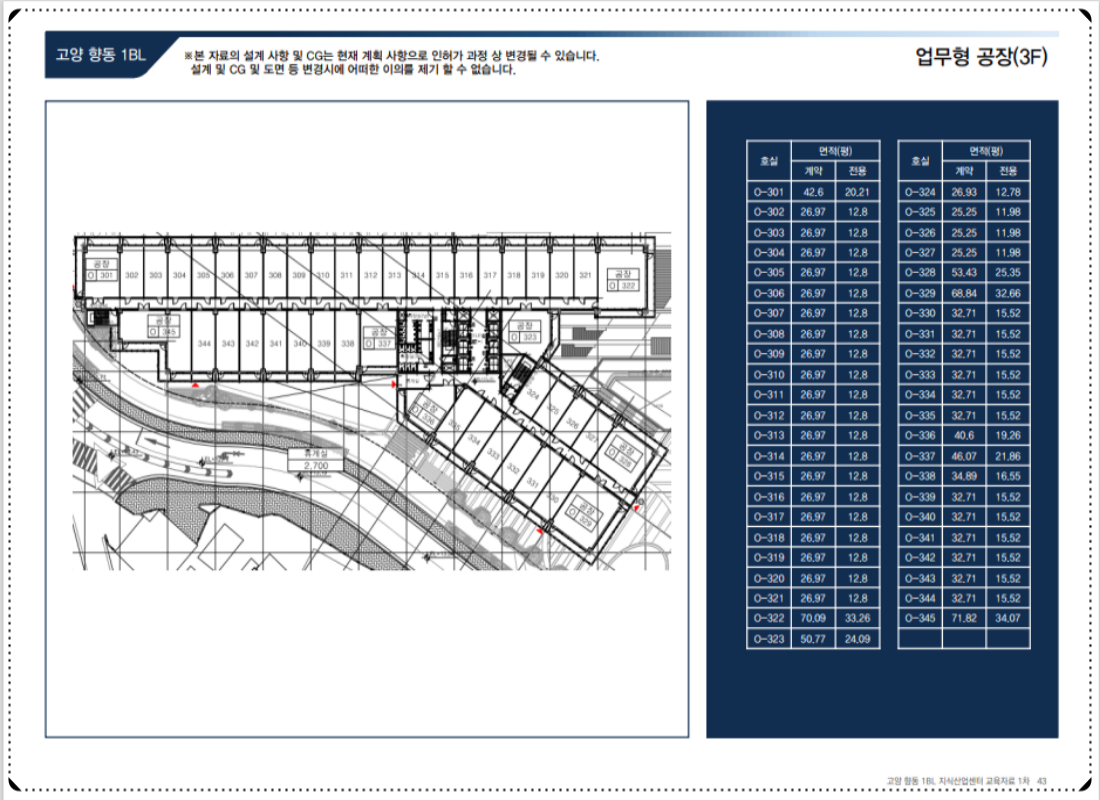 고양 향동 1BL
※본 자료의 설계 사항 및 CG는 현재 계획 사항으로 인허가 과정 상 변경될 수 있습니다.
설계 및 CG 및 도면 등 변경시에 어떠한 이의를 제기 할 수 없습니다.
업무형 공장(3F)
공장
O 301
302 303 304 305 306 307 308 309 310 311 312 313 314 315 316 317 318 319 320 321
공장
O 322
공장
O 345
344 343 342 341 340 339 338
공장
O 337
공장
O 323
324
325
326
327
공장
O 328
공장
O 336
335
334
333
332
331
330
공장
O 329
휴게실
2,700
호실 면적(평)
계약 전용
O-301 42.6 20.21
O-302 26.97 12.8
O-303 26.97 12.8
O-304 26.97 12.8
O-305 26.97 12.8
O-306 26.97 12.8
O-307 26.97 12.8
O-308 26.97 12.8
O-309 26.97 12.8
O-310 26.97 12.8
O-311 26.97 12.8
O-312 26.97 12.8
O-313 26.97 12.8
O-314 26.97 12.8
O-315 26.97 12.8
O-316 26.97 12.8
O-317 26.97 12.8
O-318 26.97 12.8
O-319 26.97 12.8
O-320 26.97 12.8
O-321 26.97 12.8
O-322 70.09 33.26
O-323 50.77 24.09
호실 면적(평)
계약 전용
O-324 26.93 12.78
O-325 25.25 11.98
O-326 25.25 11.98
O-327 25.25 11.98
O-328 53.43 25.35
O-329 68.84 32.66
O-330 32.71 15.52
O-331 32.71 15.52
O-332 32.71 15.52
O-333 32.71 15.52
O-334 32.71 15.52
O-335 32.71 15.52
O-336 40.6 19.26
O-337 46.07 21.86
O-338 34.89 16.55
O-339 32.71 15.52
O-340 32.71 15.52
O-341 32.71 15.52
O-342 32.71 15.52
O-343 32.71 15.52
O-344 32.71 15.52
O-345 71.82 34.07
고양 향동 1BL 지식산업센터 교육자료 1차 43